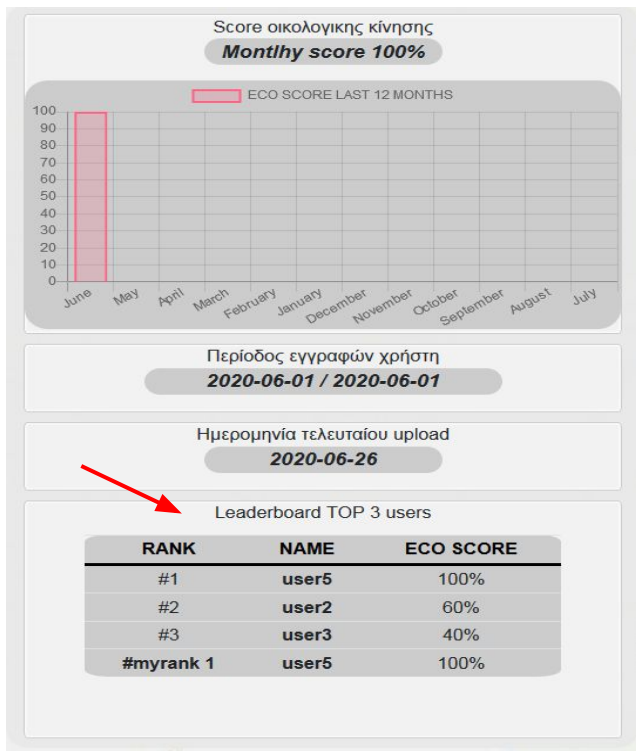 Score οικολογικης κίνησης
Montlhy score 100%
ECO SCORE LAST 12 MONTHS
100
90
80
70
60
50
40
30
20
10
0
June May April March February January December November October September August July
Περίοδος εγγραφών χρήστη
2020-06-01 / 2020-06-01
Ημερομηνία τελευταίου upload
2020-06-26
Leaderboard TOP 3 users
RANK NAME ECO SCORE
#1 user5 100%
#2 user2 60%
#3 user3 40%
#myrank 1 user5 100%